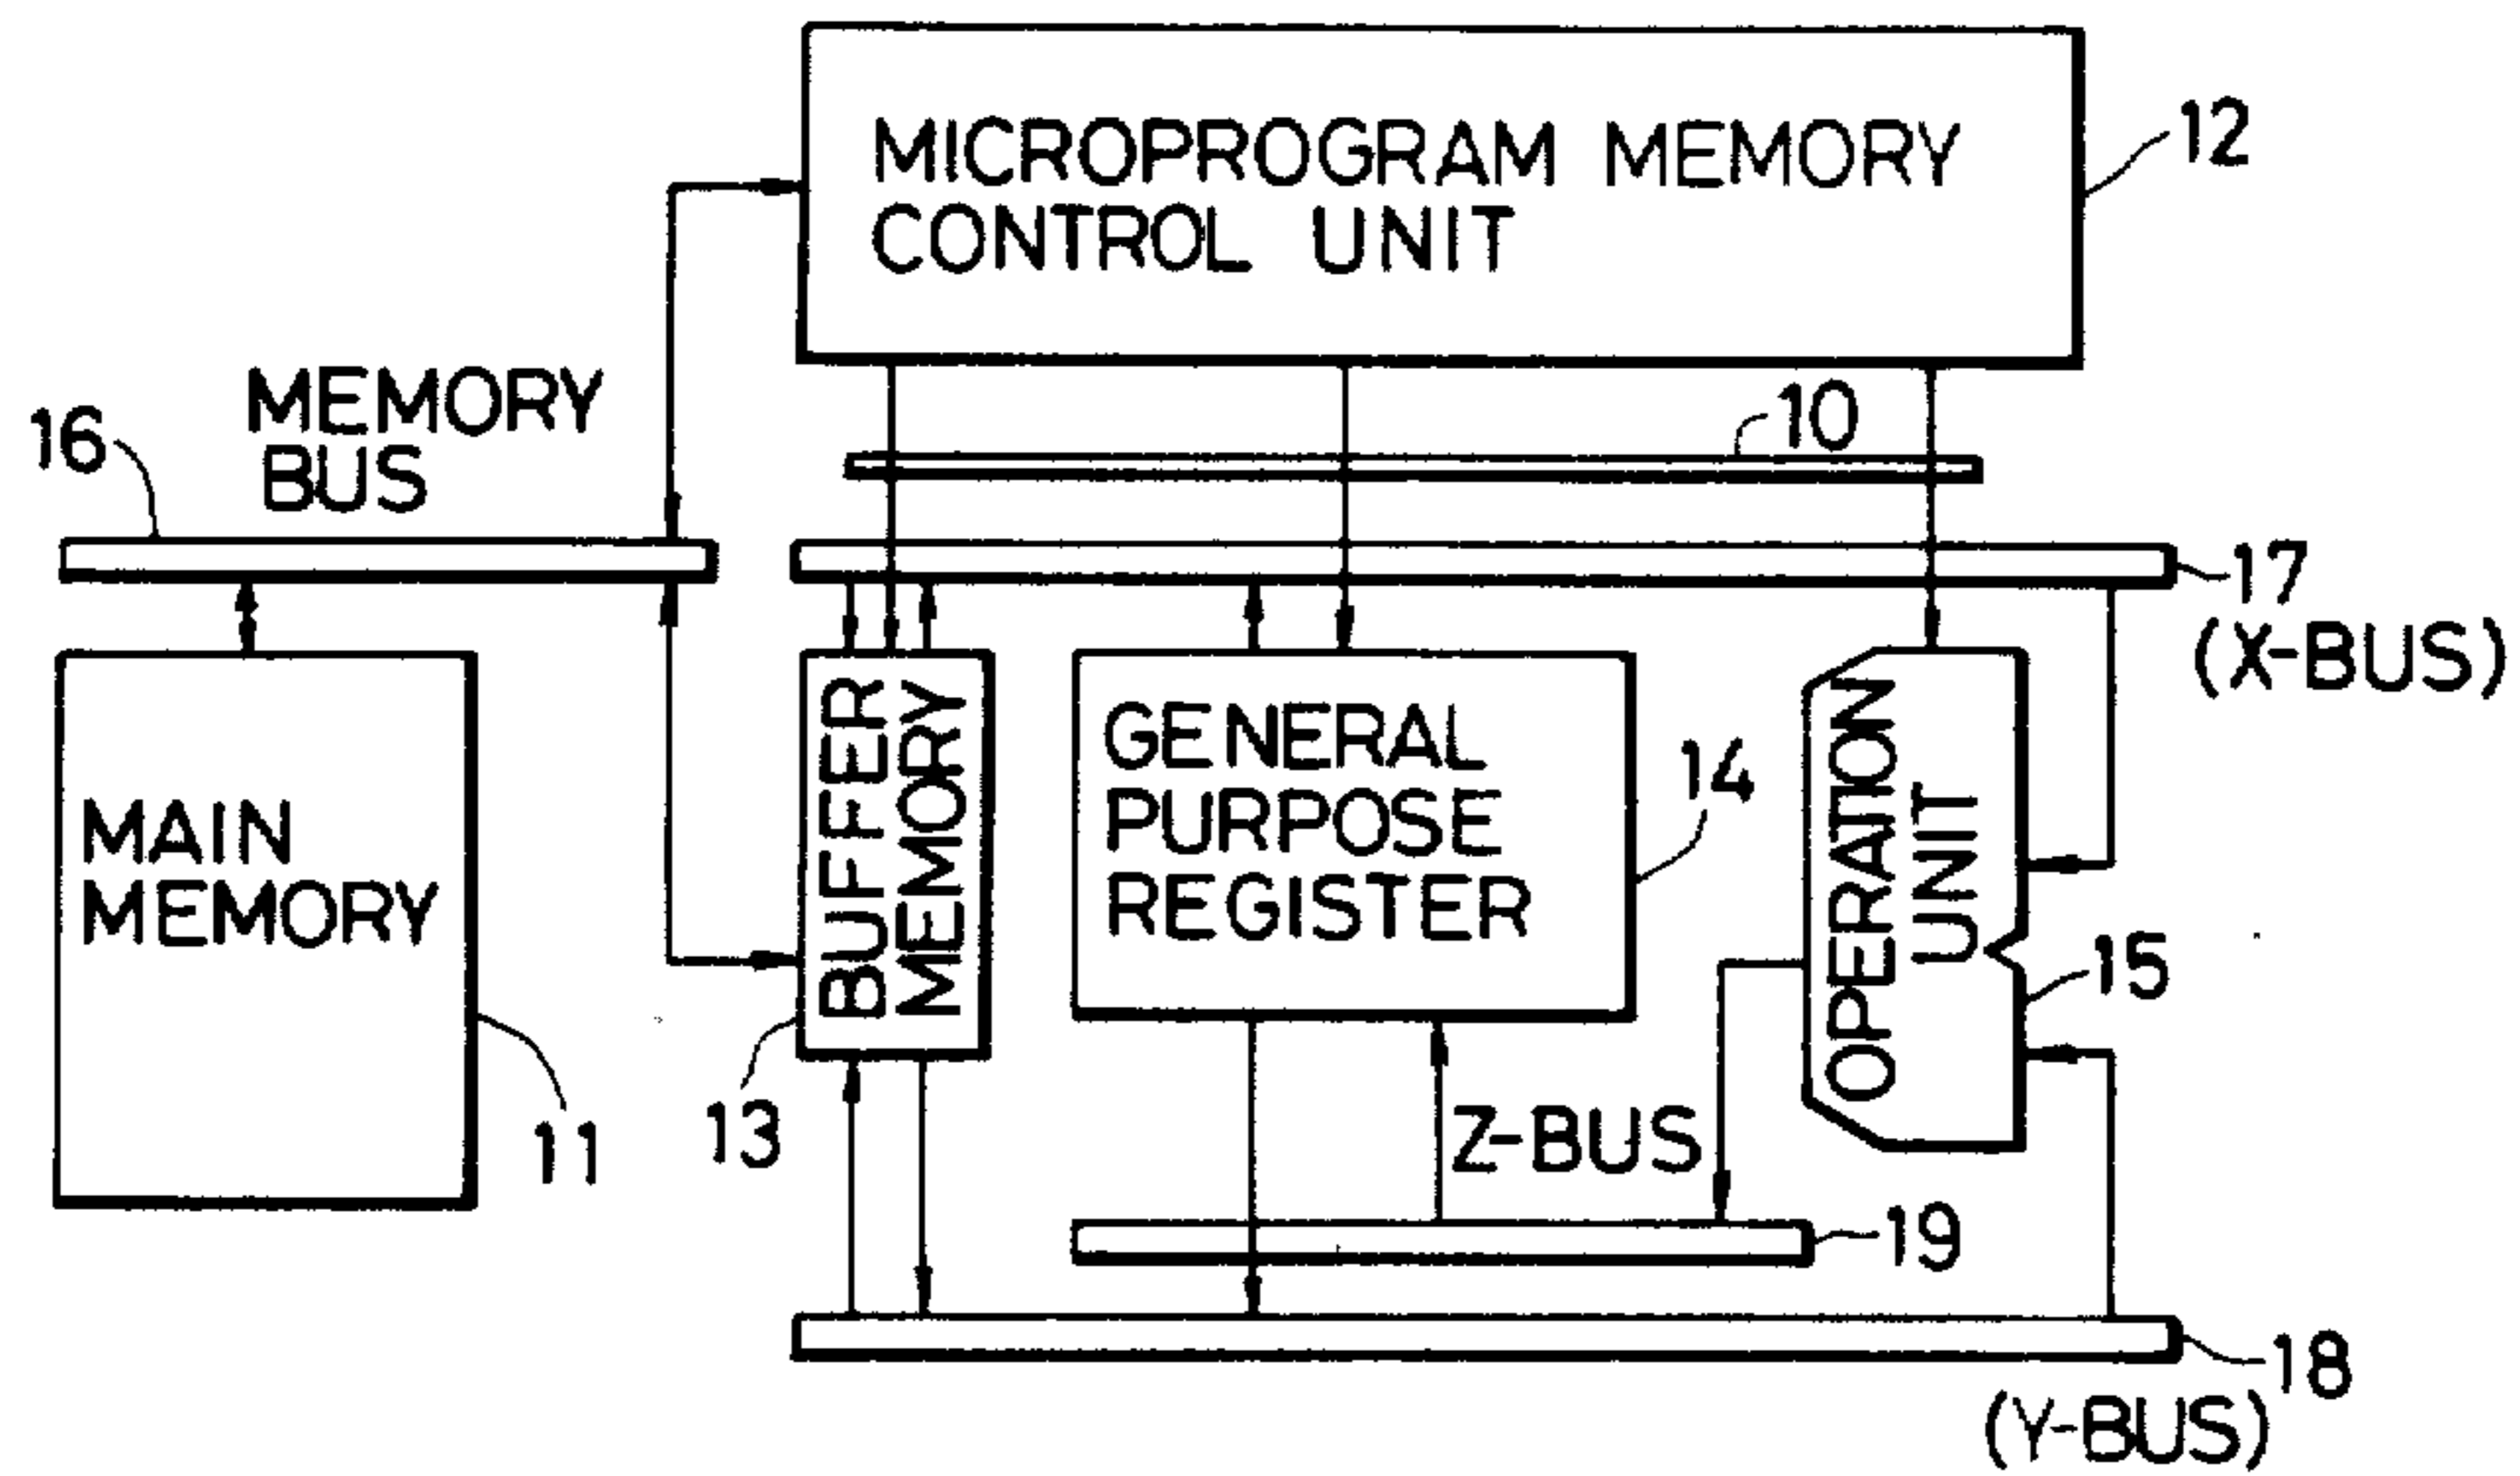 MICROPROGRAM MEMORY
CONTROL UNIT
12
10
MEMORY
BUS
16
17
(X-BUS)
MAIN
MEMORY
11
BUFFER
MEMORY
13
GENERAL
PURPOSE
REGISTER
14
OPERATION
UNIT
15
Z-BUS
19
18
(Y-BUS)